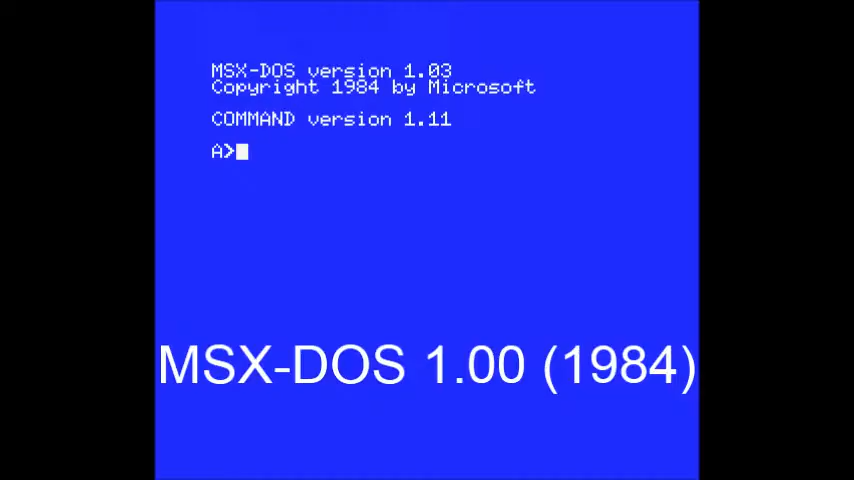 MSX-DOS version 1.03
Copyright 1984 by Microsoft
COMMAND version 1.11
A>
MSX-DOS 1.00 (1984)